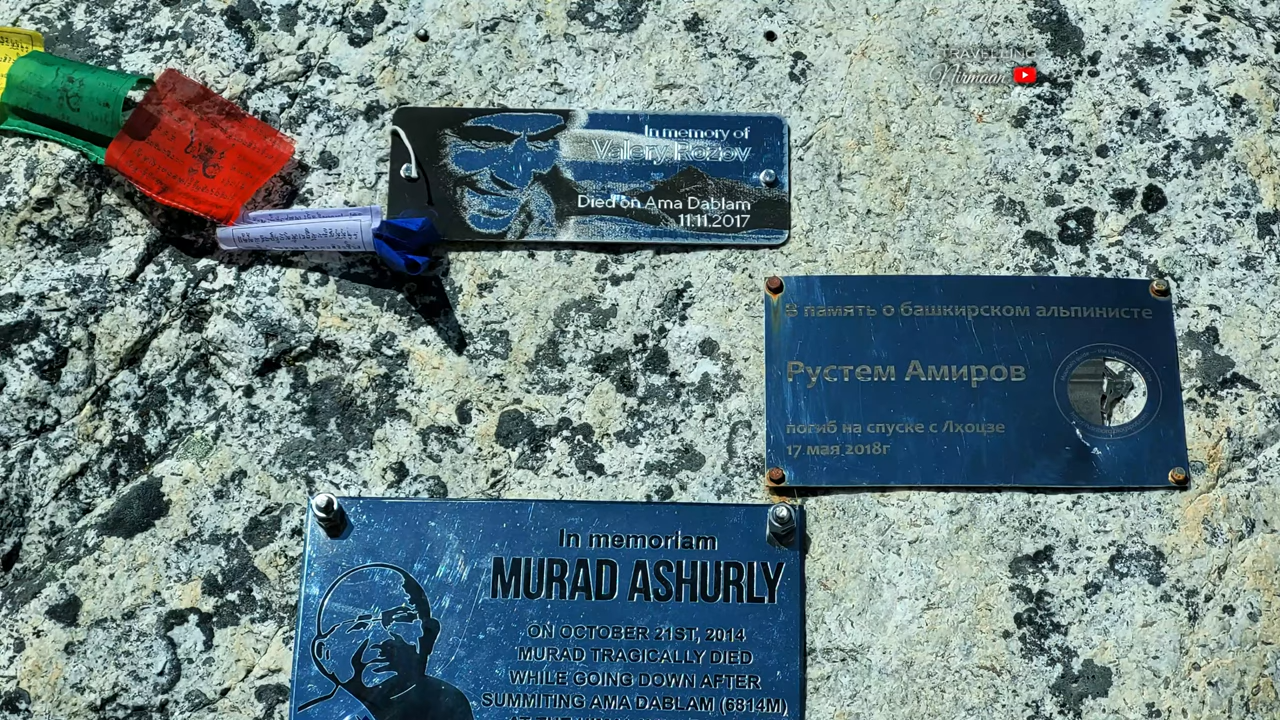 TRAVELLING
Nirmaan
In memory of
Valery Rozov
Died on Ama Dablam
11.11.2017
В память о башкирском альпинисте
Рустем Амиров
погиб на спуске с Лхоцзе
17 мая 2018г
In memoriam
MURAD ASHURLY
ON OCTOBER 21ST, 2014
MURAD TRAGICALLY DIED
WHILE GOING DOWN AFTER
SUMMITING AMA DABLAM (6814M)